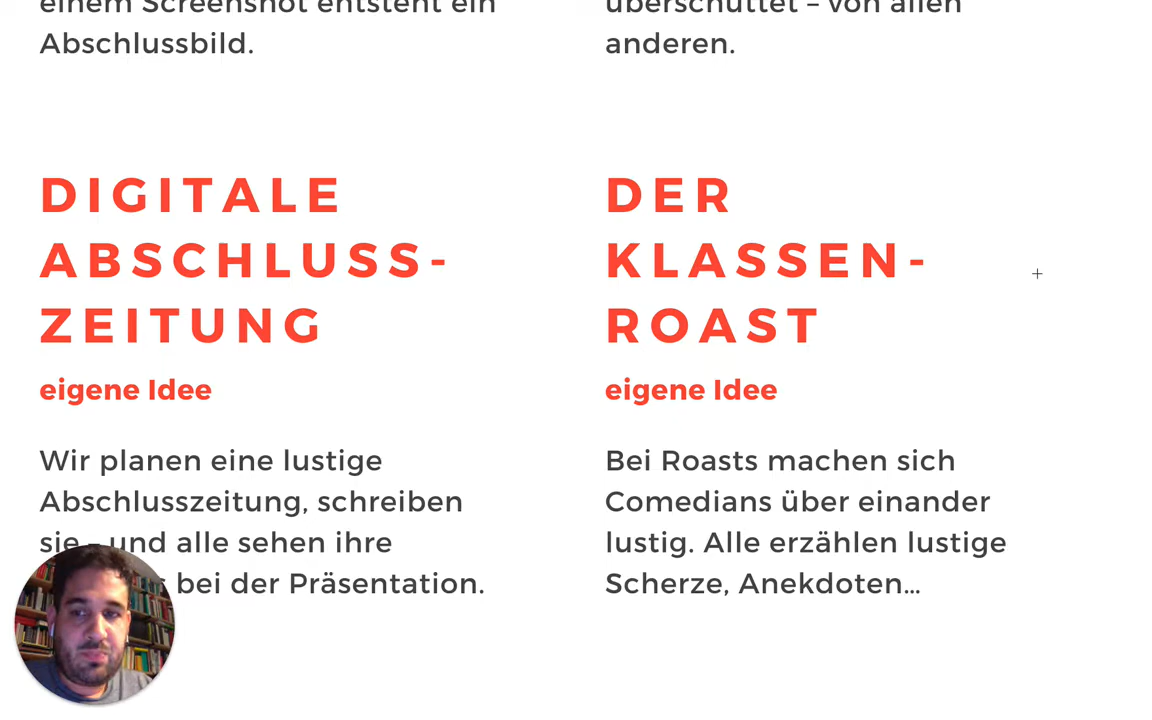 einem Screenshot entsteht ein
Abschlussbild.
überschüttet – von allen
anderen.
DIGITALE
ABSCHLUSS-
ZEITUNG
eigene Idee
Wir planen eine lustige
Abschlusszeitung, schreiben
sie – und alle sehen ihre
bei der Präsentation.
DER
KLASSEN-
ROAST
eigene Idee
Bei Roasts machen sich
Comedians über einander
lustig. Alle erzählen lustige
Scherze, Anekdoten...